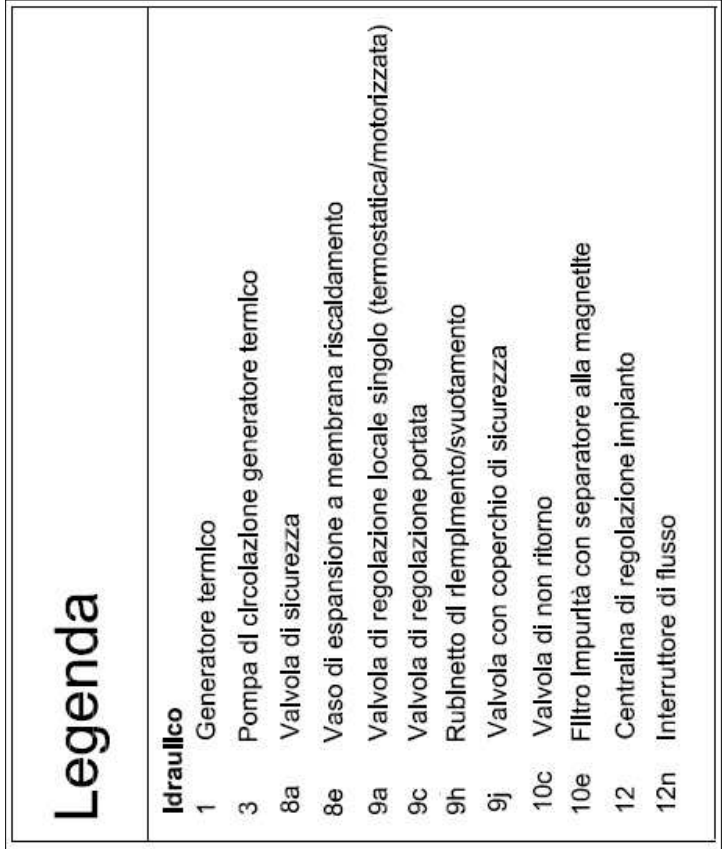 Legenda
Idraulico
1 Generatore termico
3 Pompa di circolazione generatore termico
8a Valvola di sicurezza
8e Vaso di espansione a membrana riscaldamento
9a Valvola di regolazione locale singolo (termostatica/motorizzata)
9c Valvola di regolazione portata
9h Rubinetto di riempimento/svuotamento
9j Valvola con coperchio di sicurezza
10c Valvola di non ritorno
10e Filtro Impurità con separatore alla magnetite
12 Centralina di regolazione impianto
12n Interruttore di flusso